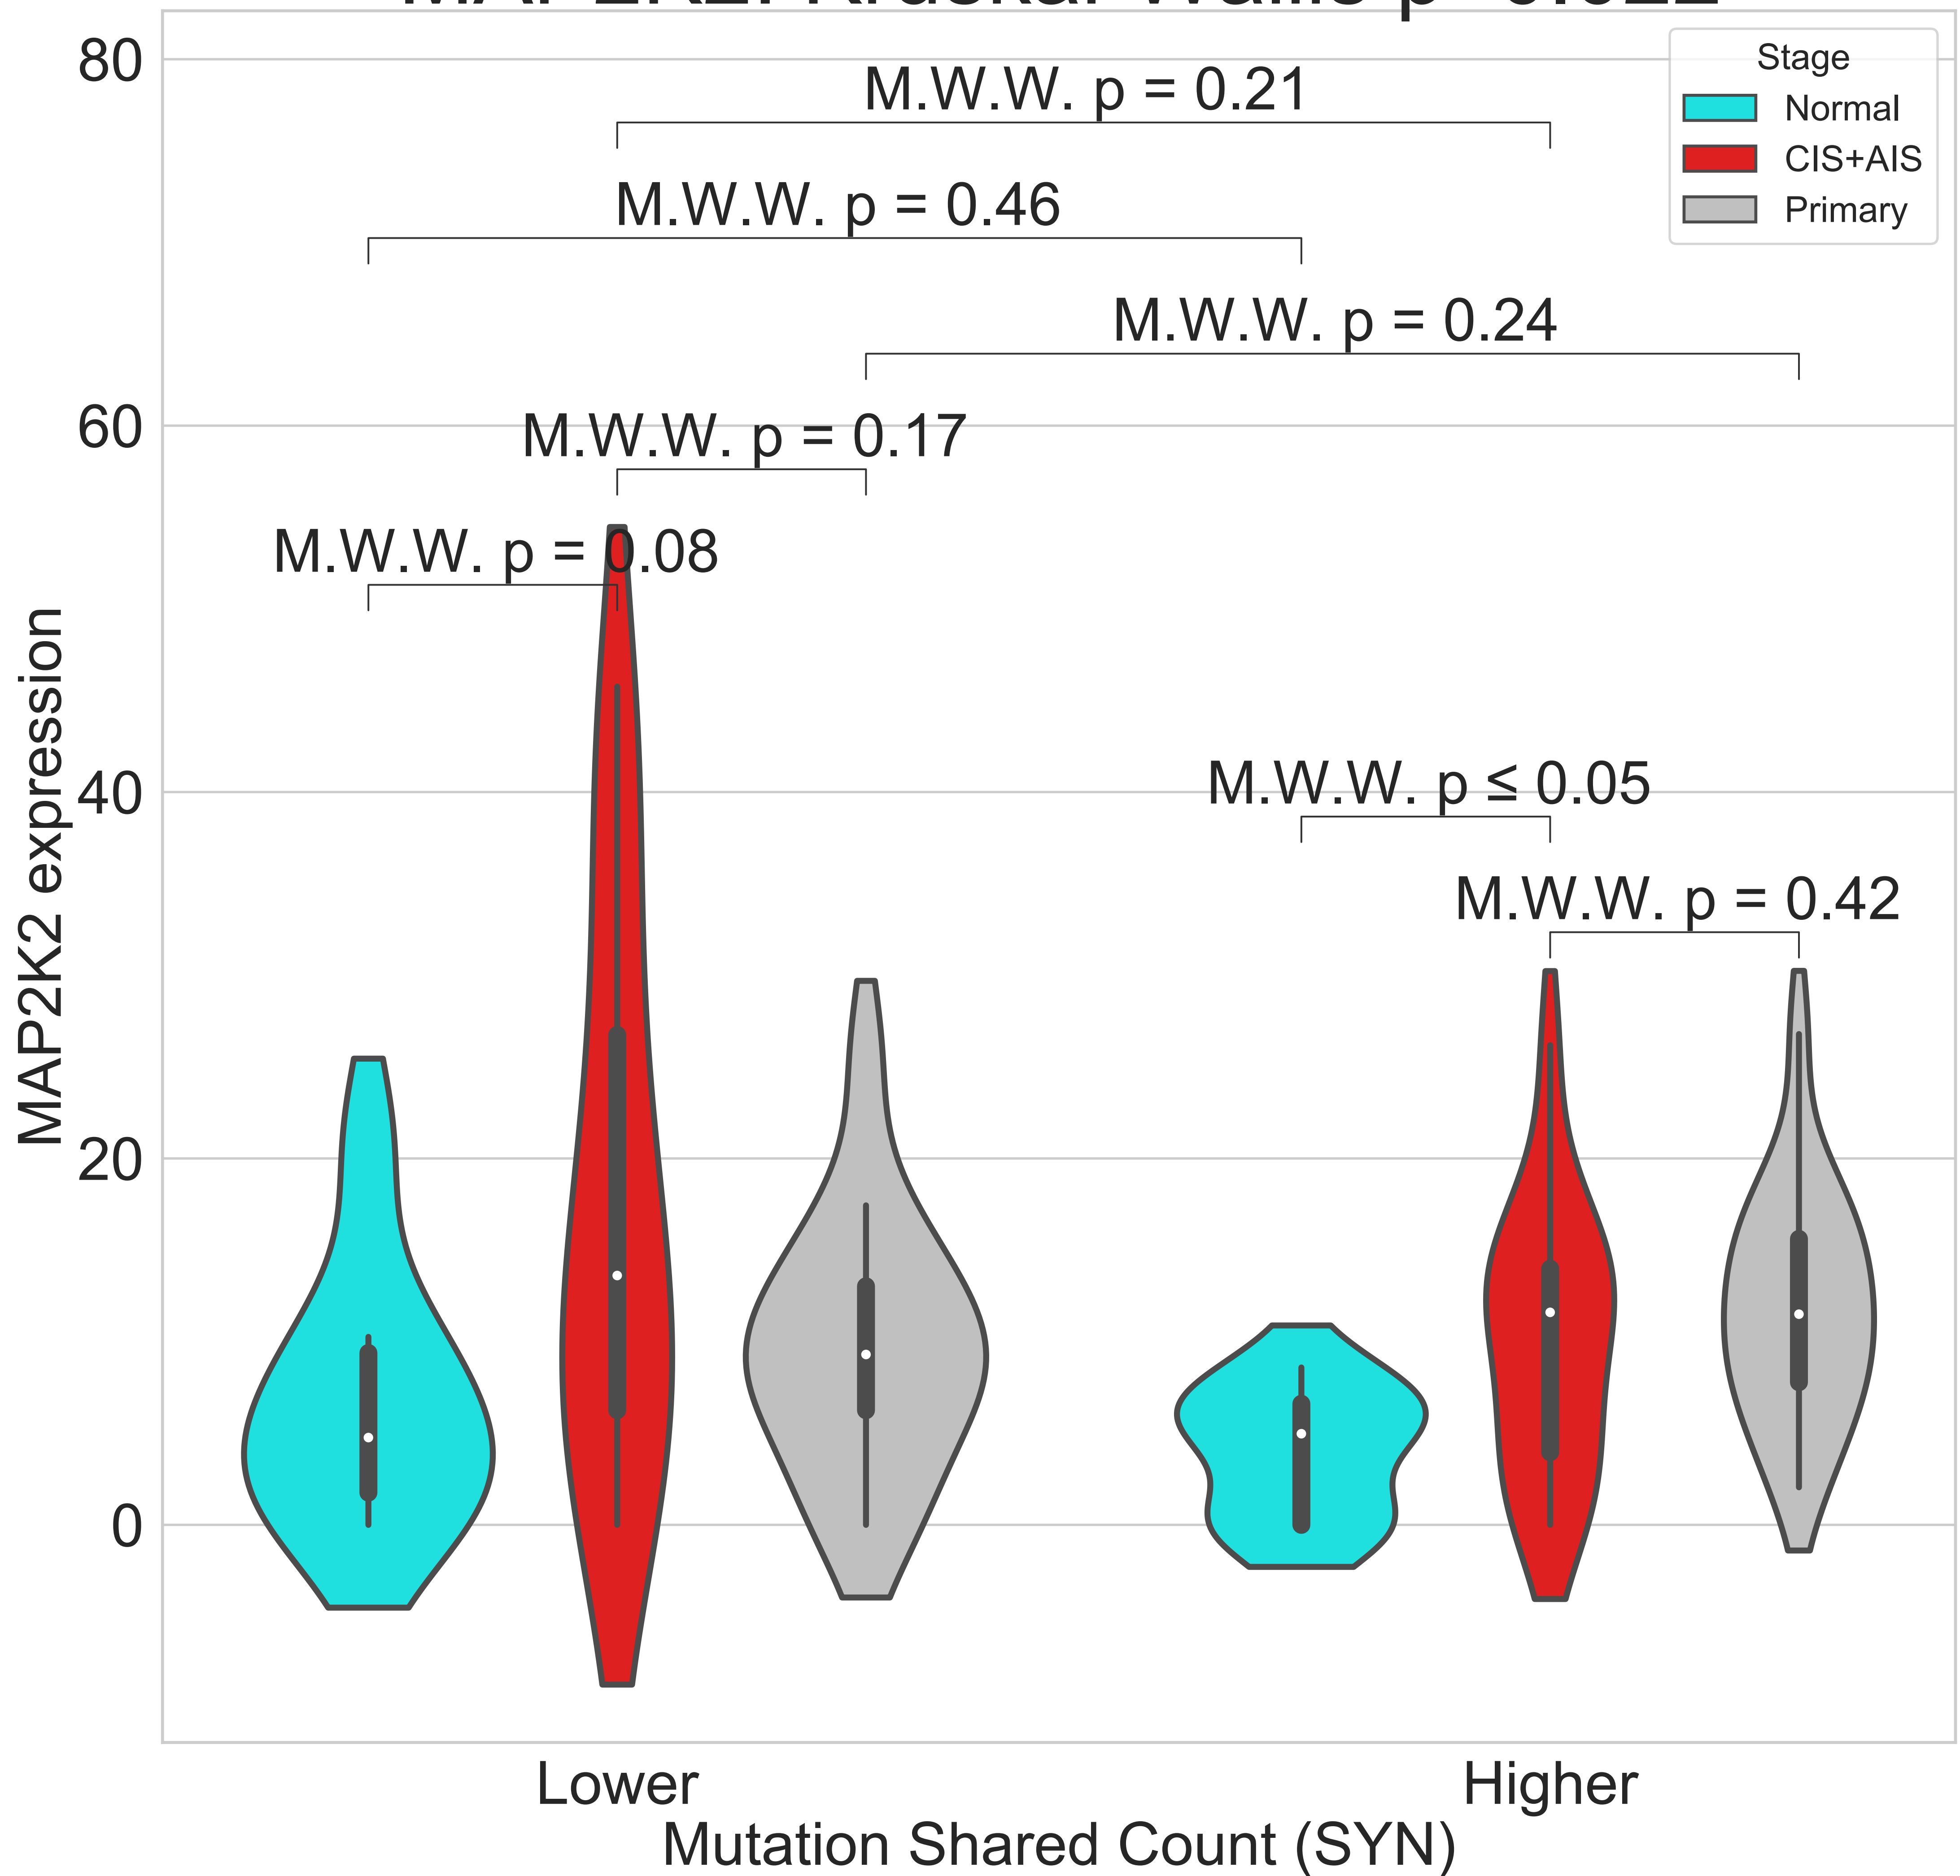 80
Stage
Normal
CIS+AIS
Primary
M.W.W. p = 0.21
M.W.W. p = 0.46
M.W.W. p = 0.24
60
M.W.W. p = 0.17
M.W.W. p = 0.08
MAP2K2 expression
40
M.W.W. p ≤ 0.05
M.W.W. p = 0.42
20
0
Lower
Higher
Mutation Shared Count (SYN)